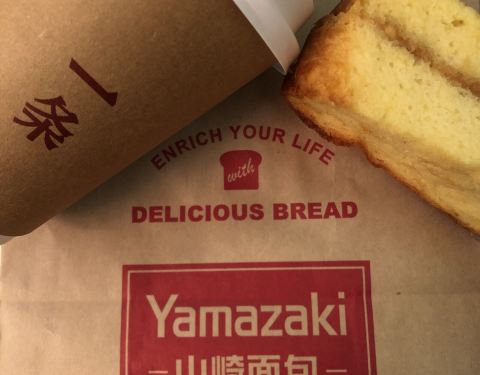 一条
ENRICH YOUR LIFE
with
DELICIOUS BREAD
Yamazaki
山崎面包